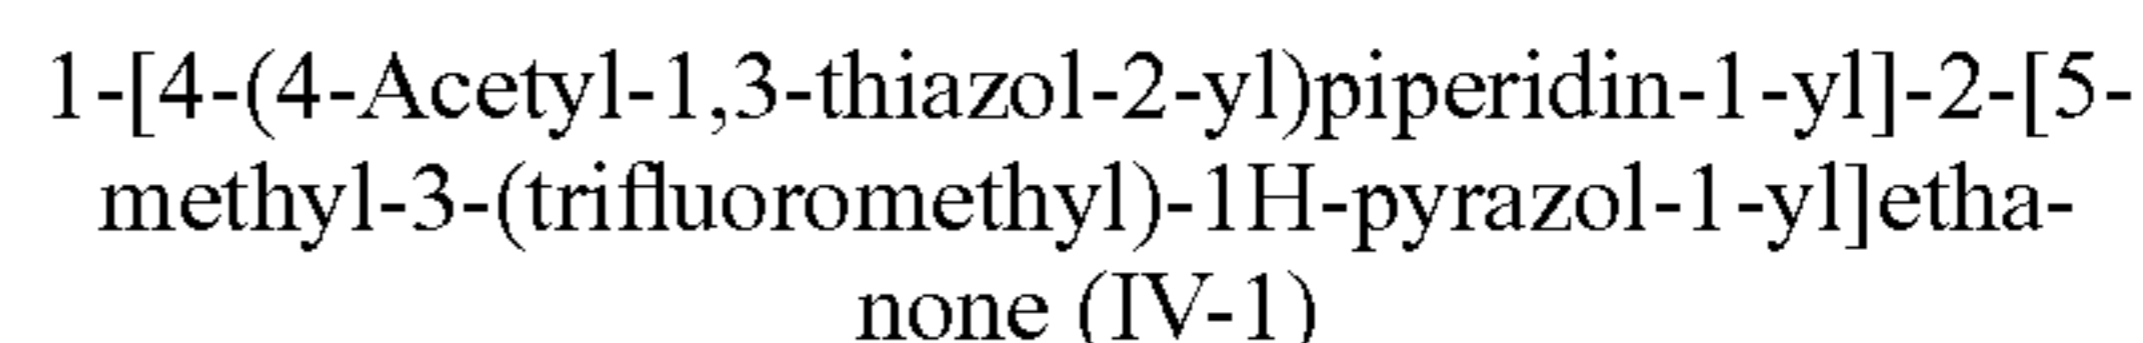 1-[4-(4-Acetyl-1,3-thiazol-2-yl)piperidin-1-yl]-2-[5-
methyl-3-(trifluoromethyl)-1H-pyrazol-1-yl]etha-
none (IV-1)